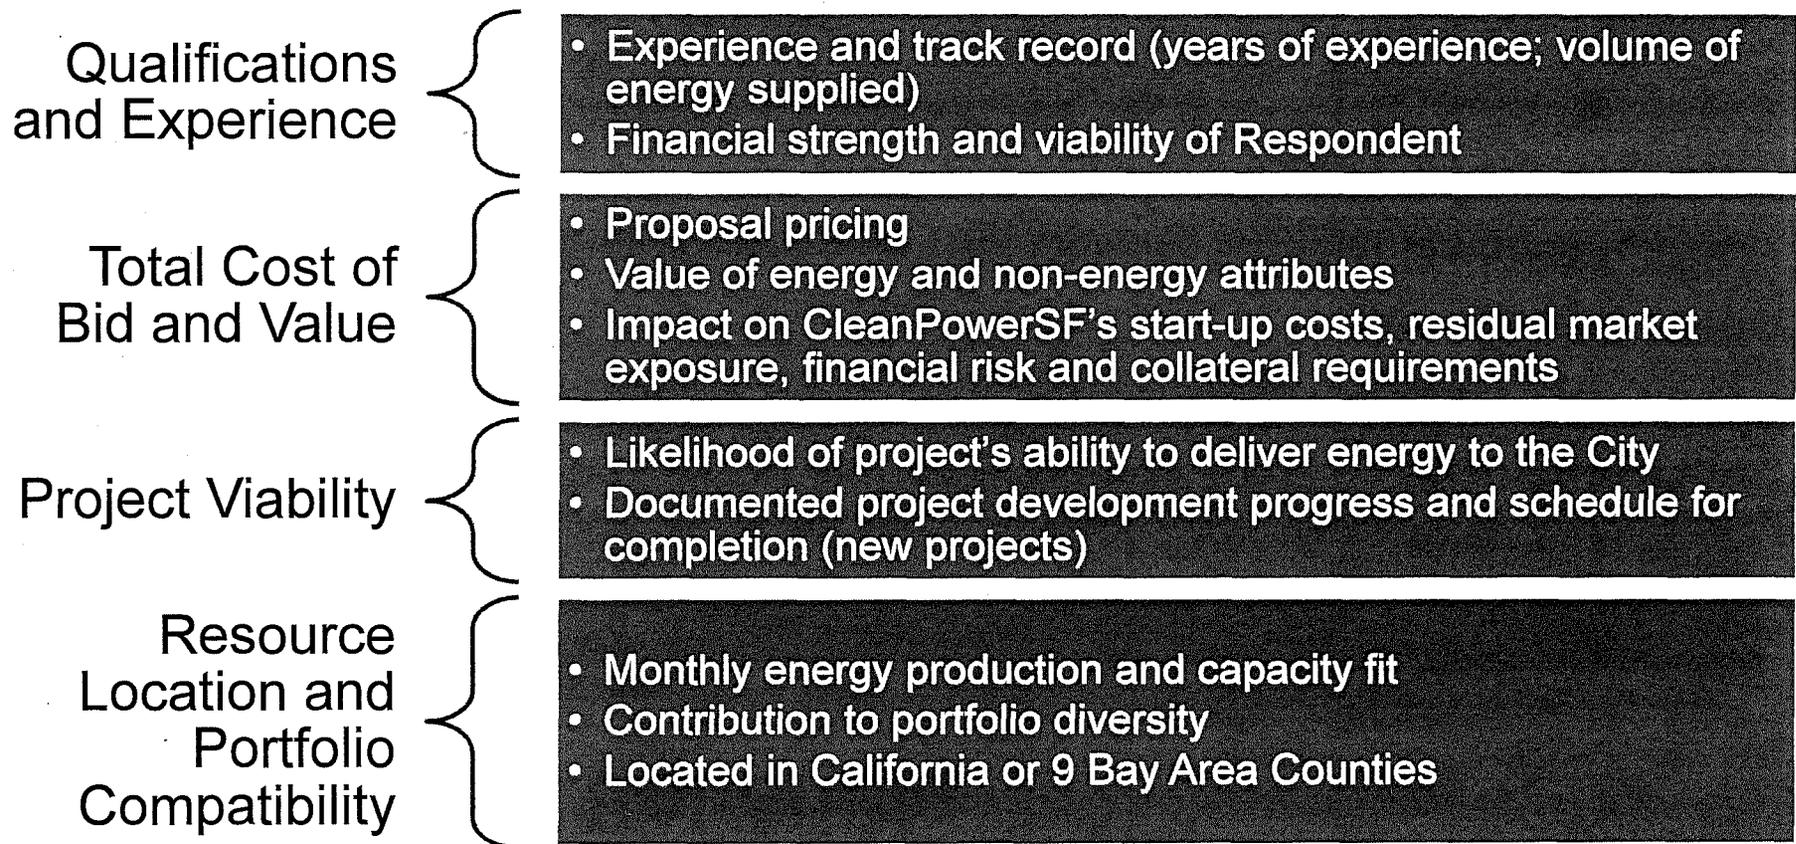 Qualifications
and Experience
• Experience and track record (years of experience; volume of
energy supplied)
• Financial strength and viability of Respondent
Total Cost of
Bid and Value
• Proposal pricing
• Value of energy and non-energy attributes
• Impact on CleanPowerSF's start-up costs, residual market
exposure, financial risk and collateral requirements
Project Viability
• Likelihood of project's ability to deliver energy to the City
• Documented project development progress and schedule for
completion (new projects)
Resource
Location and
Portfolio
Compatibility
• Monthly energy production and capacity fit
• Contribution to portfolio diversity
• Located in California or 9 Bay Area Counties